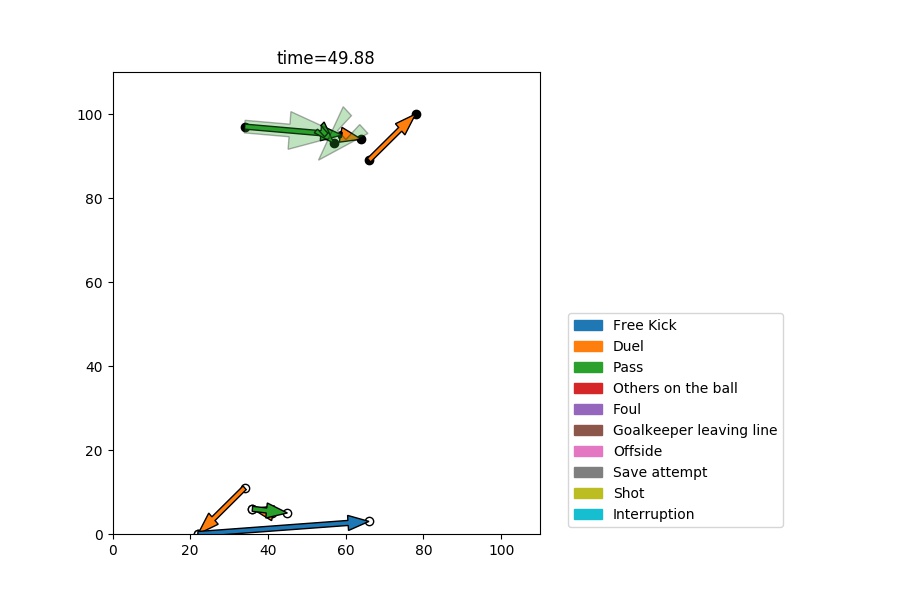 time=49.88
100
80
60
40
20
0
0 20 40 60 80 100
Free Kick
Duel
Pass
Others on the ball
Foul
Goalkeeper leaving line
Offside
Save attempt
Shot
Interruption